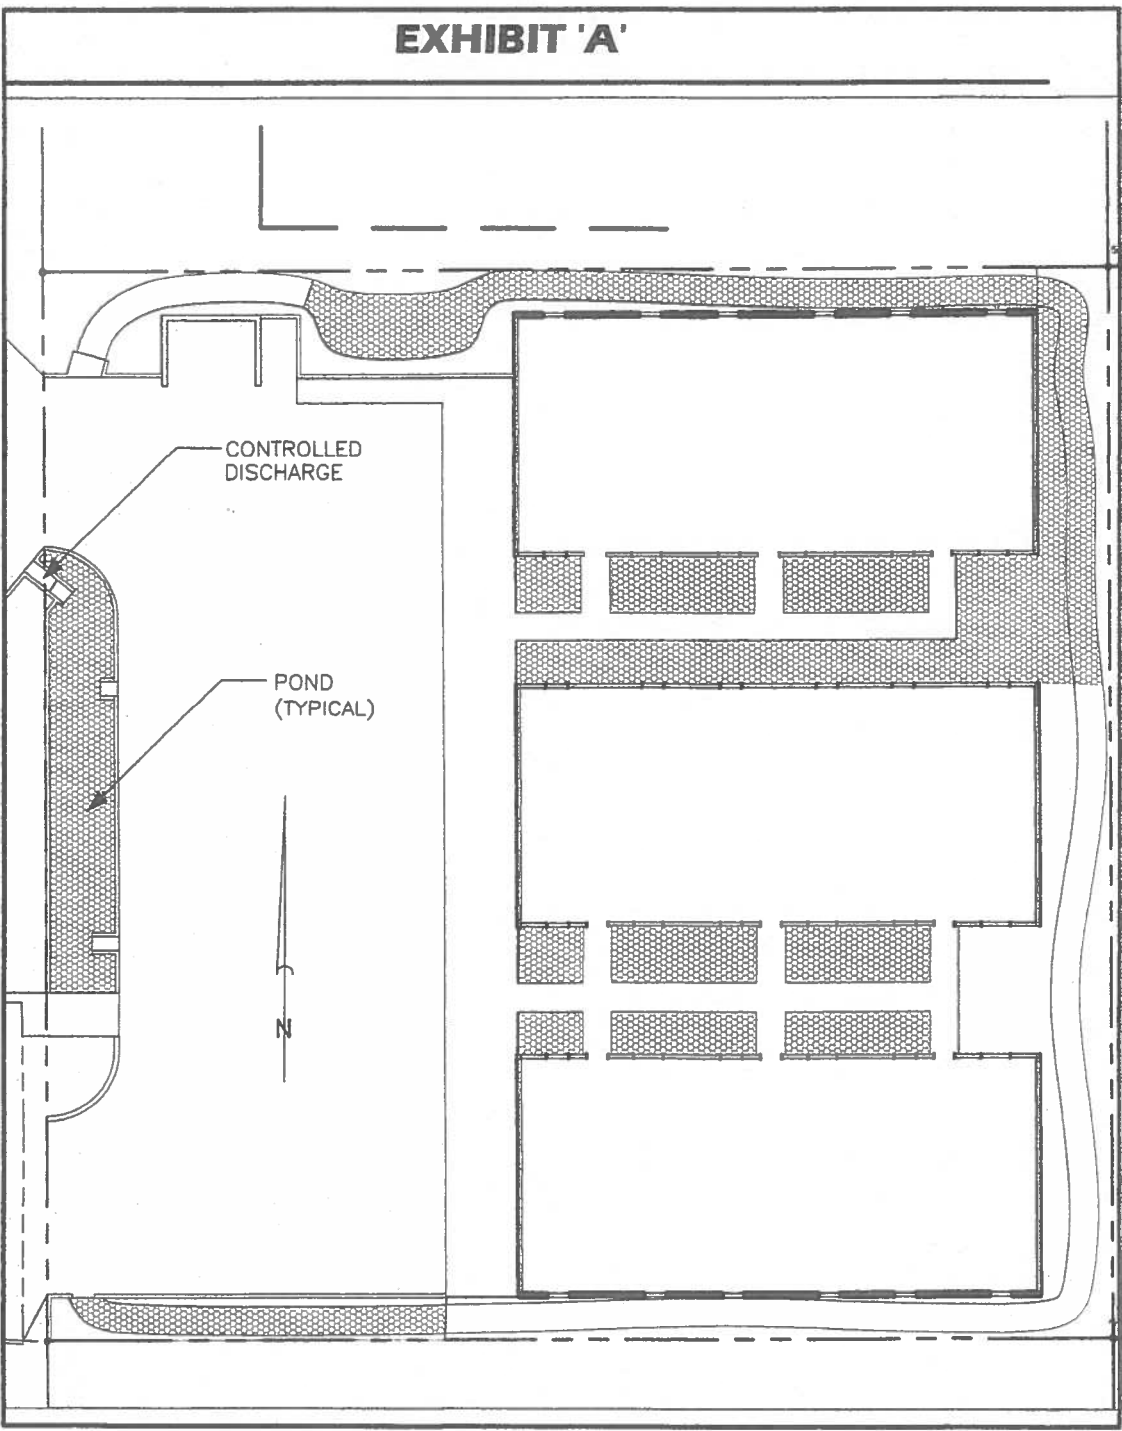 EXHIBIT 'A'
CONTROLLED
DISCHARGE
POND
(TYPICAL)
N